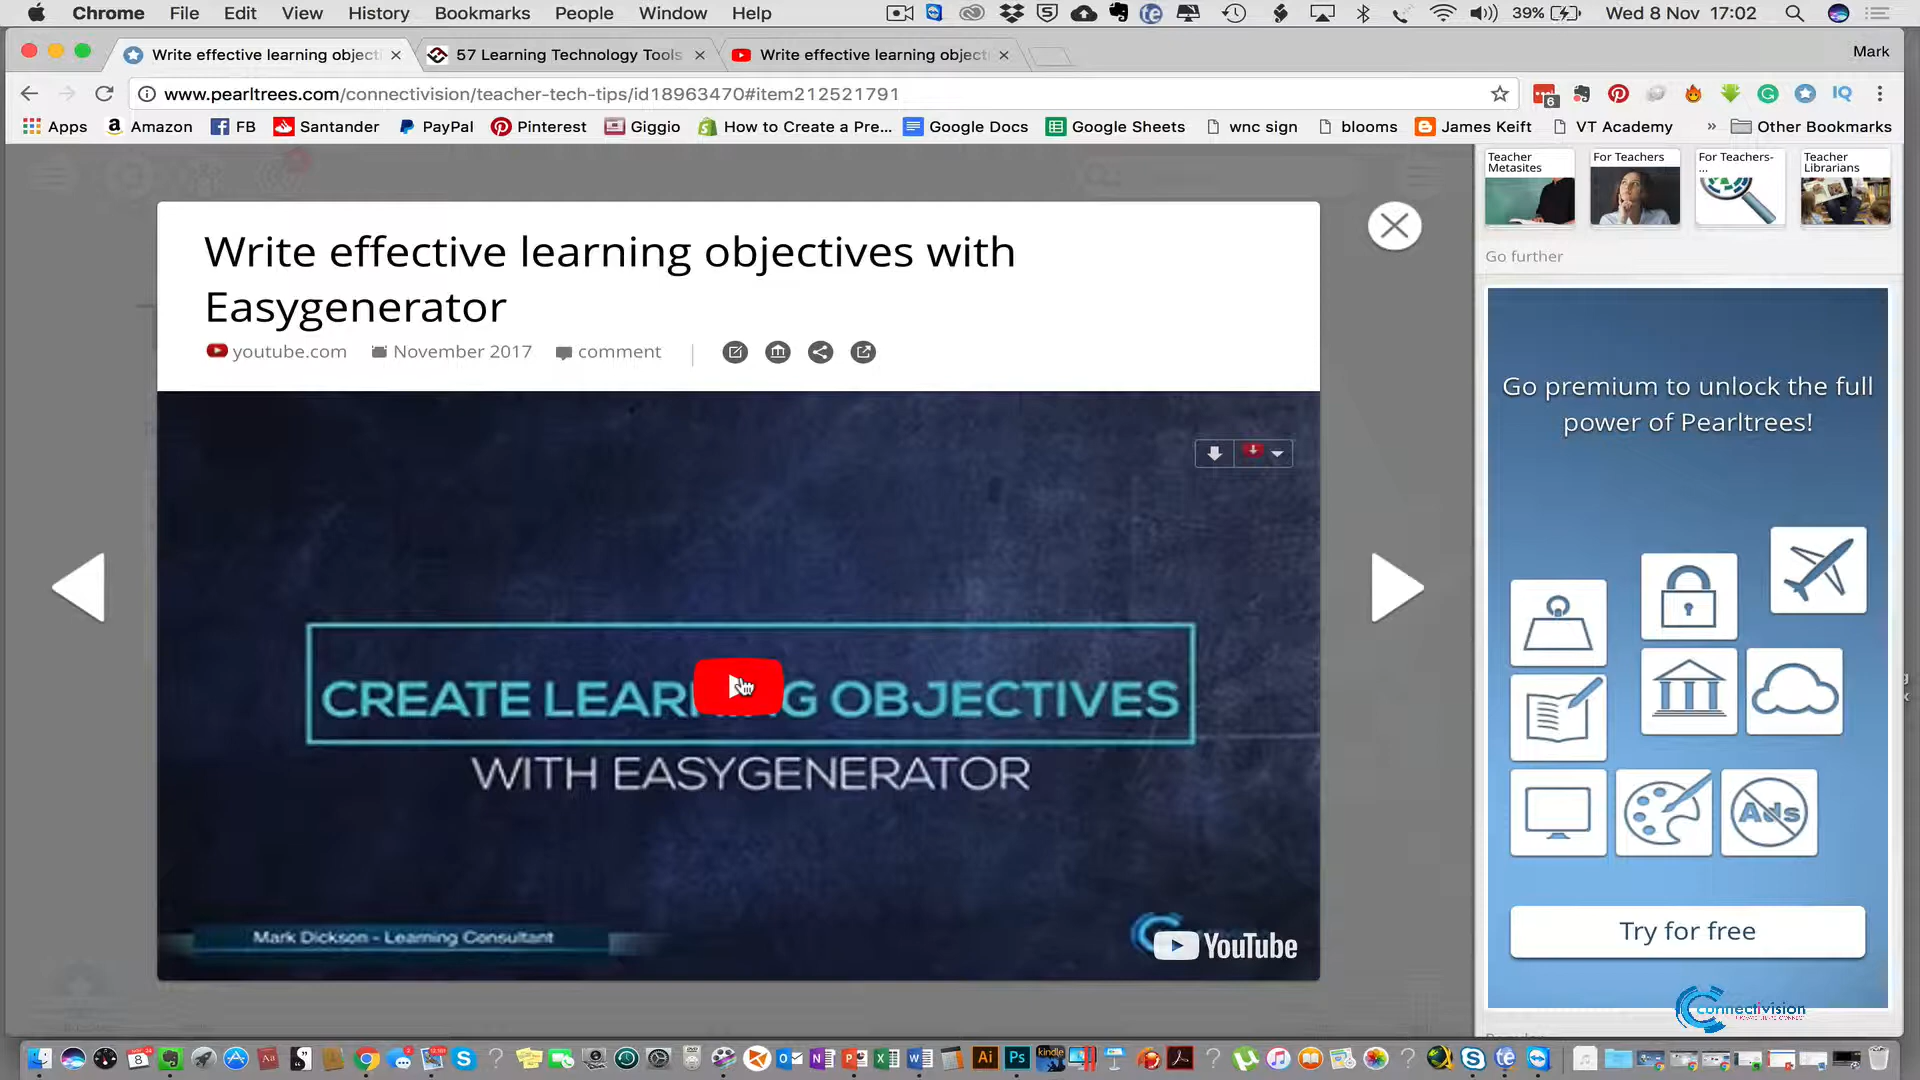 Chrome File Edit View History Bookmarks People Window Help
39% Wed 8 Nov 17:02
Write effective learning objecti
57 Learning Technology Tools
Write effective learning object
Mark
www.pearltrees.com/connectivision/teacher-tech-tips/id18963470#item212521791
6
IQ
Apps Amazon FB Santander PayPal Pinterest Giggio How to Create a Pre... Google Docs Google Sheets wnc sign blooms James Keift VT Academy » Other Bookmarks
Teacher Metasites
For Teachers
For Teachers-...
Teacher Librarians
Go further
Write effective learning objectives with
Easygenerator
youtube.com November 2017 comment
CREATE LEARNING OBJECTIVES
WITH EASYGENERATOR
Mark Dickson - Learning Consultant
YouTube
Go premium to unlock the full
power of Pearltrees!
Ads
Try for free
connectivision